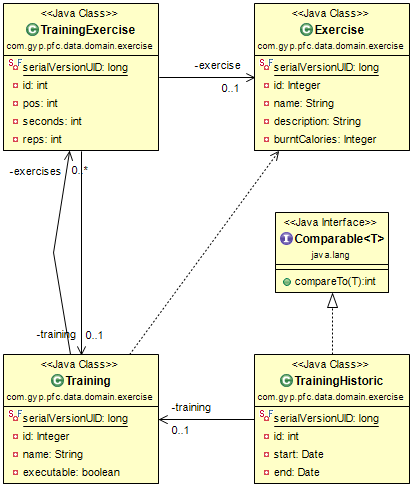 <<Java Class>>
TrainingExercise
com.gyp.pfc.data.domain.exercise
serialVersionUID: long
id: int
pos: int
seconds: int
reps: int
-exercise
0..1
<<Java Class>>
Exercise
com.gyp.pfc.data.domain.exercise
serialVersionUID: long
id: Integer
name: String
description: String
burntCalories: Integer
-exercises
0..*
<<Java Interface>>
Comparable<T>
java.lang
compareTo(T):int
-training
0..1
<<Java Class>>
Training
com.gyp.pfc.data.domain.exercise
serialVersionUID: long
id: Integer
name: String
executable: boolean
-training
0..1
<<Java Class>>
TrainingHistoric
com.gyp.pfc.data.domain.exercise
serialVersionUID: long
id: int
start: Date
end: Date